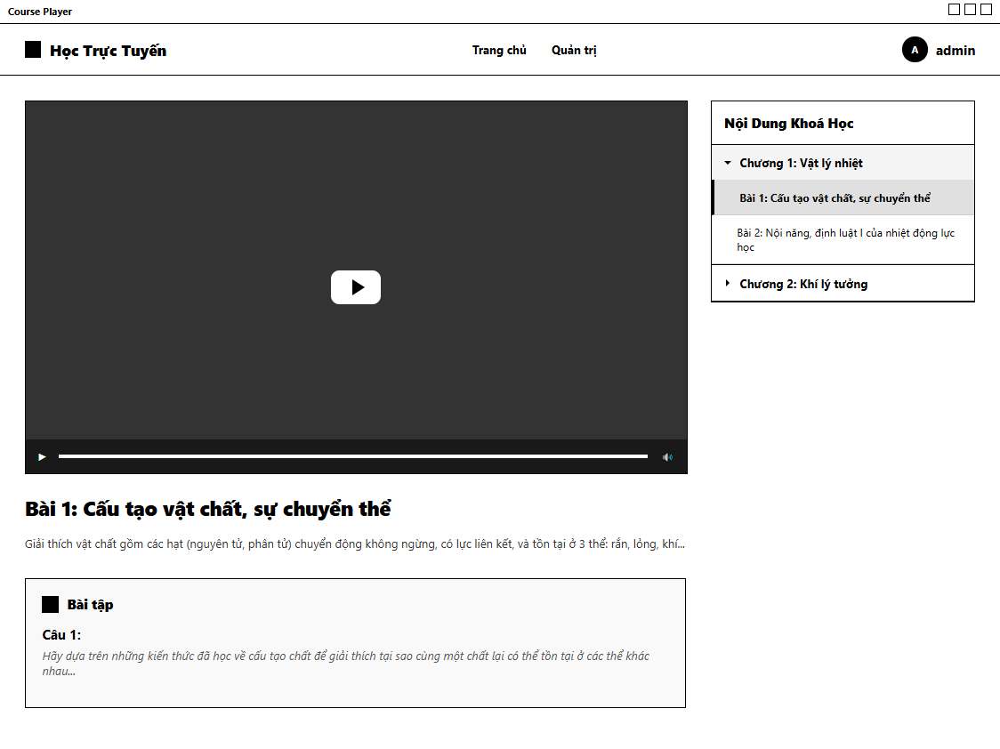 Course Player
Học Trực Tuyến
Trang chủ
Quản trị
A
admin
Nội Dung Khoá Học
Chương 1: Vật lý nhiệt
Bài 1: Cấu tạo vật chất, sự chuyển thể
Bài 2: Nội năng, định luật I của nhiệt động lực
học
Chương 2: Khí lý tưởng
Bài 1: Cấu tạo vật chất, sự chuyển thể
Giải thích vật chất gồm các hạt (nguyên tử, phân tử) chuyển động không ngừng, có lực liên kết, và tồn tại ở 3 thể: rắn, lỏng, khí...
Bài tập
Câu 1:
Hãy dựa trên những kiến thức đã học về cấu tạo chất để giải thích tại sao cùng một chất lại có thể tồn tại ở các thể khác
nhau...